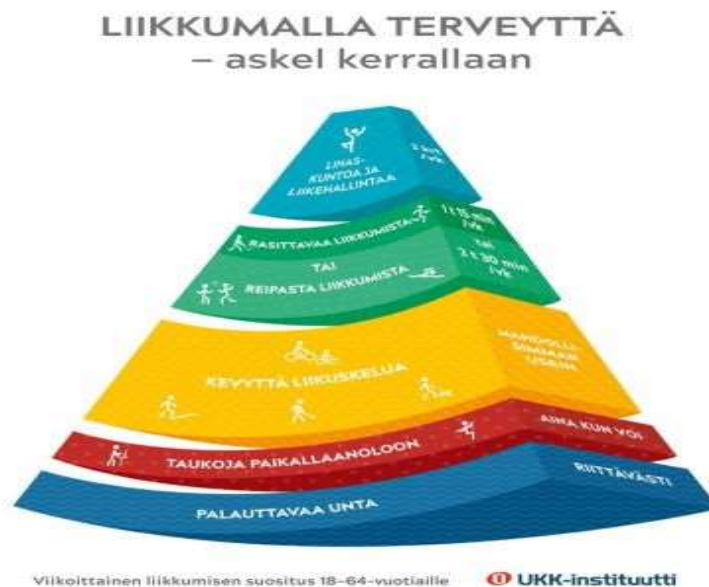 LIIKKUMALLA TERVEYTTÄ
– askel kerrallaan
LIHAS-
KUNTOA JA
LIIKEHALLINTAA
2 krt
/vk
RASITTAVAA LIIKKUMISTA
1 t 15 min
/vk
TAI
tai
REIPASTA LIIKKUMISTA
2 t 30 min
/vk
KEVYTTÄ LIIKUSKELUA
MAHDOLLI-
SIMMAN
USEIN
TAUKOJA PAIKALLAANOLOON
AINA KUN VOI
PALAUTTAVAA UNTA
RIITTÄVÄSTI
Viikoittainen liikkumisen suositus 18–64-vuotiaille
UKK-instituutti